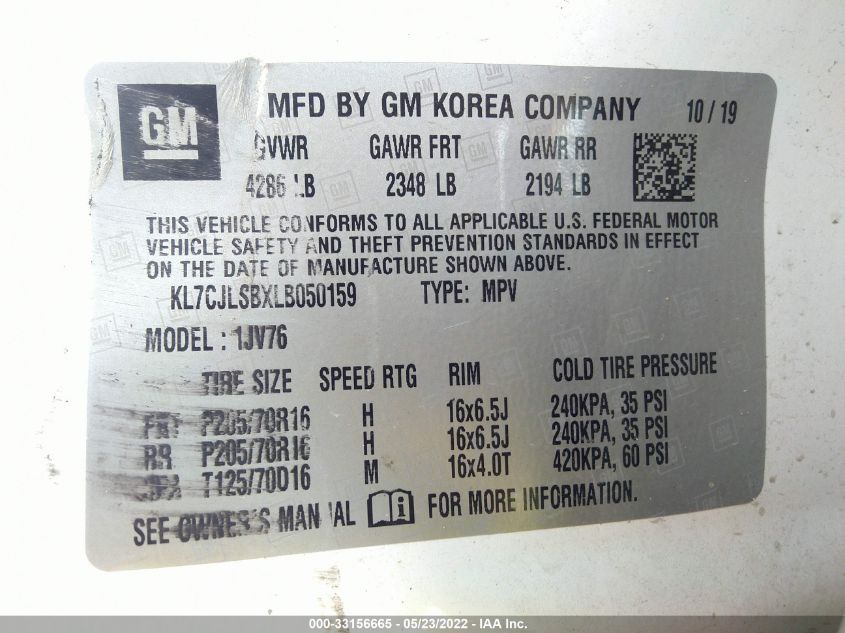 GM MFD BY GM KOREA COMPANY 10/19
GVWR GAWR FRT GAWR RR
4286 LB 2348 LB 2194 LB
THIS VEHICLE CONFORMS TO ALL APPLICABLE U.S. FEDERAL MOTOR
VEHICLE SAFETY AND THEFT PREVENTION STANDARDS IN EFFECT
ON THE DATE OF MANUFACTURE SHOWN ABOVE.
KL7CJLSBXLB050159 TYPE: MPV
MODEL : 1JV76
TIRE SIZE SPEED RTG RIM COLD TIRE PRESSURE
FRT P205/70R16 H 16x6.5J 240KPA, 35 PSI
RR P205/70R16 H 16x6.5J 240KPA, 35 PSI
T125/70D16 M 16x4.0T 420KPA, 60 PSI
SEE OWNER'S MANUAL FOR MORE INFORMATION.
000-33156665 - 05/23/2022 - IAA Inc.